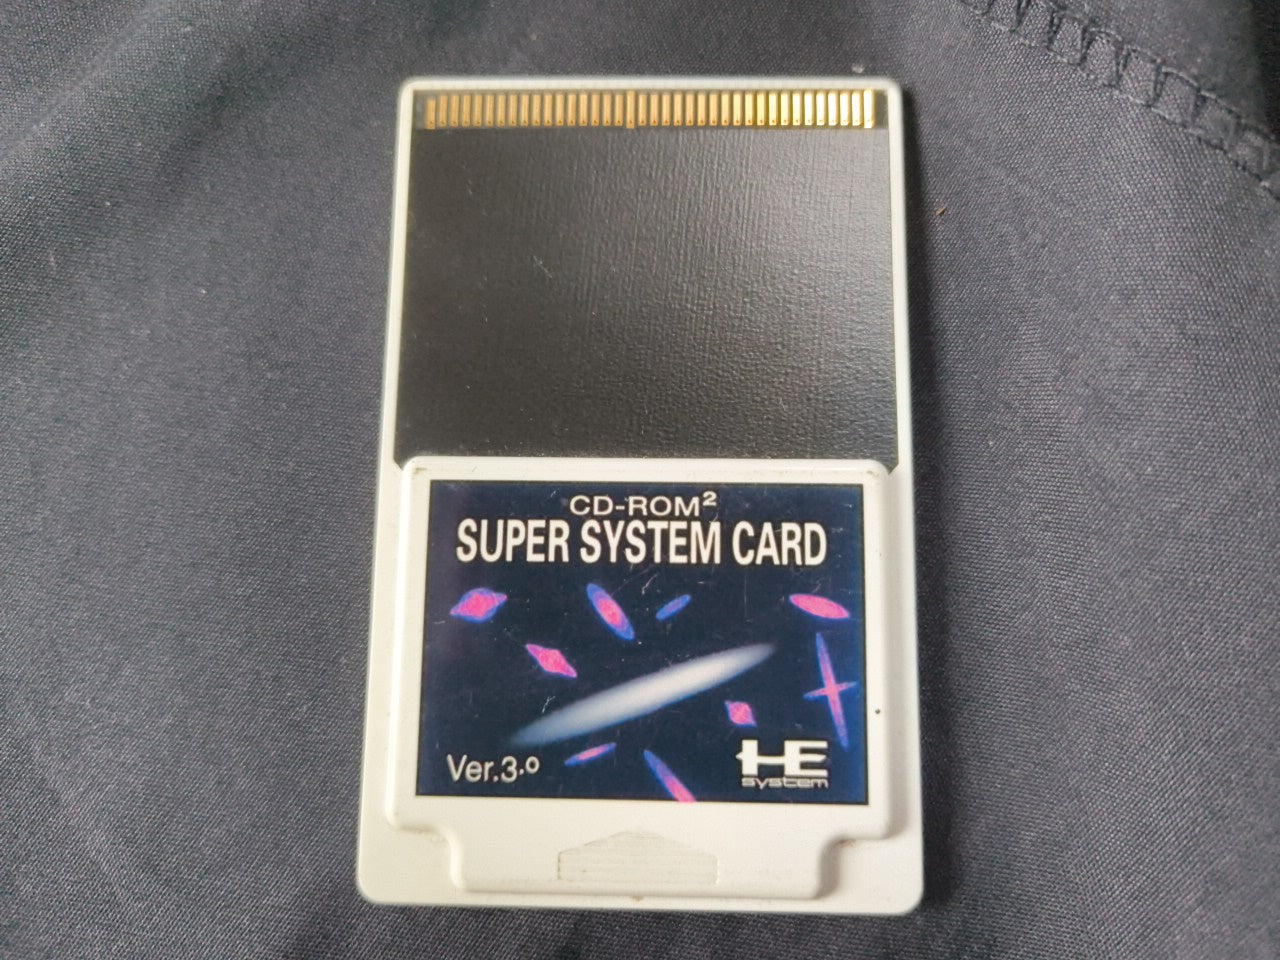 CD-ROM²
SUPER SYSTEM CARD
Ver.3.0
HE
system